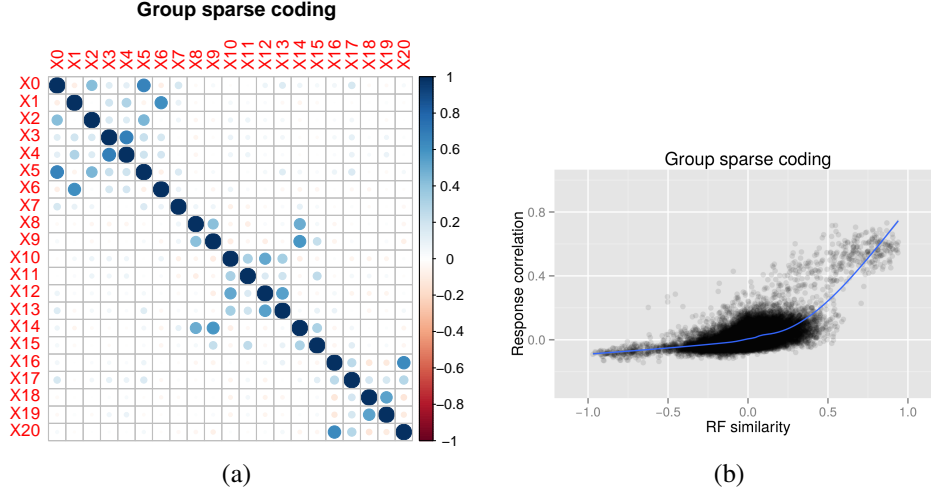 Group sparse coding
X0 X1 X2 X3 X4 X5 X6 X7 X8 X9 X10 X11 X12 X13 X14 X15 X16 X17 X18 X19 X20
X0
X1
X2
X3
X4
X5
X6
X7
X8
X9
X10
X11
X12
X13
X14
X15
X16
X17
X18
X19
X20
1
0.8
0.6
0.4
0.2
0
−0.2
−0.4
−0.6
−0.8
−1
(a)
Group sparse coding
Response correlation
0.8
0.4
0.0
−1.0 −0.5 0.0 0.5 1.0
RF similarity
(b)